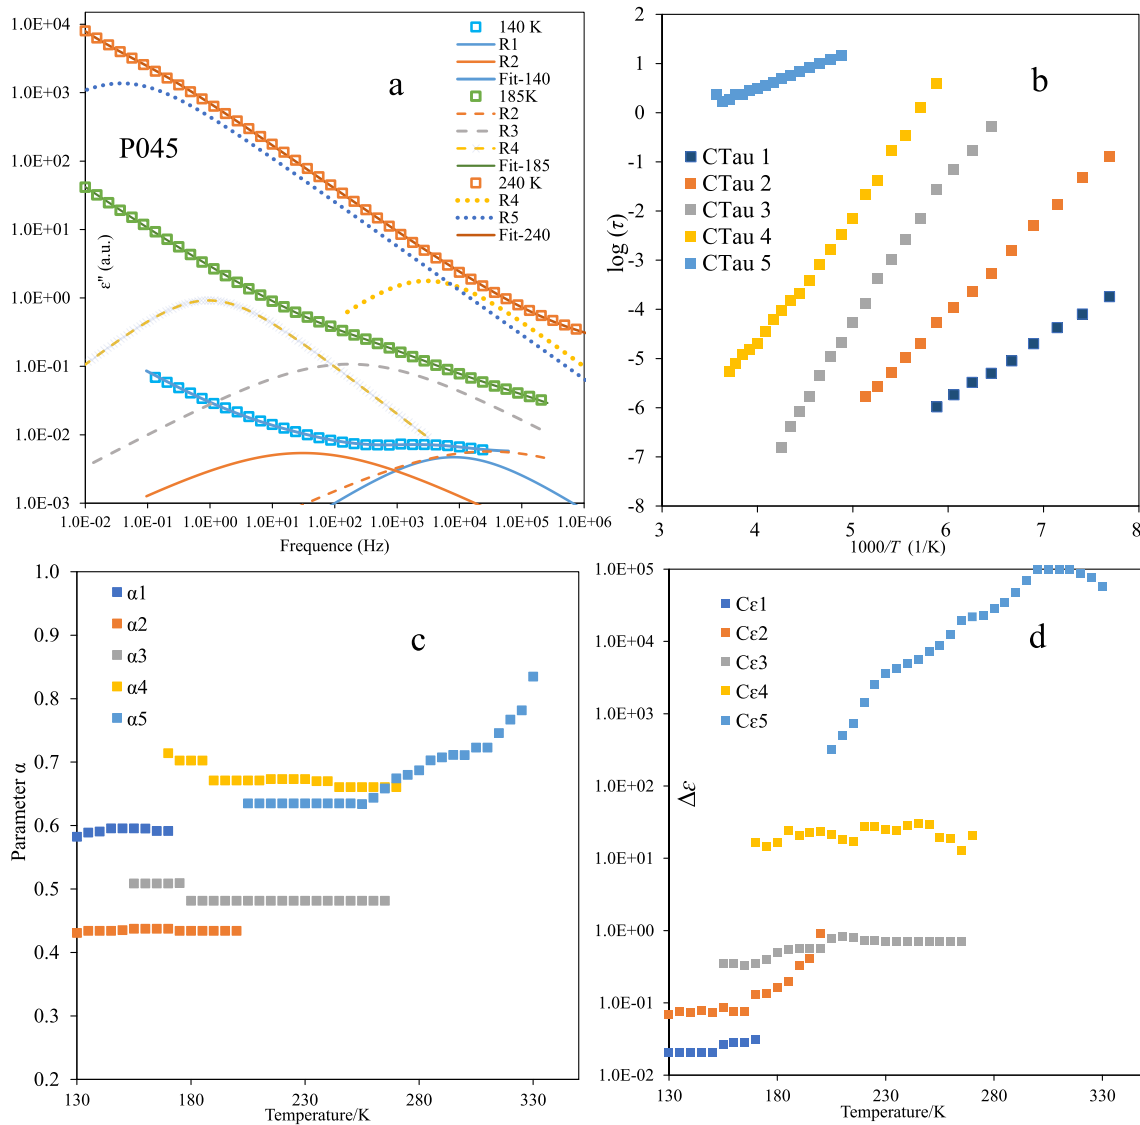 1.0E+04
1.0E+03
1.0E+02
1.0E+01
1.0E+00
1.0E-01
1.0E-02
1.0E-03
ε'' (a.u.)
a
P045
140 K
R1
R2
Fit-140
185K
R2
R3
R4
Fit-185
240 K
R4
R5
Fit-240
1.0E-02 1.0E-01 1.0E+00 1.0E+01 1.0E+02 1.0E+03 1.0E+04 1.0E+05 1.0E+06
Frequence (Hz)
2
1
0
-1
-2
-3
-4
-5
-6
-7
-8
log (τ)
b
CTau 1
CTau 2
CTau 3
CTau 4
CTau 5
3 4 5 6 7 8
1000/T (1/K)
1.0
0.9
0.8
0.7
0.6
0.5
0.4
0.3
0.2
Parameter α
c
α1
α2
α3
α4
α5
130 180 230 280 330
Temperature/K
1.0E+05
1.0E+04
1.0E+03
1.0E+02
1.0E+01
1.0E+00
1.0E-01
1.0E-02
Δε
d
Cε1
Cε2
Cε3
Cε4
Cε5
130 180 230 280 330
Temperature/K